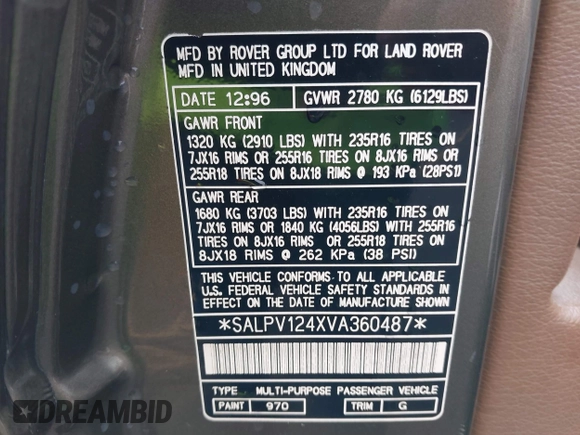 MFD BY ROVER GROUP LTD FOR LAND ROVER
MFD IN UNITED KINGDOM
DATE 12:96 GVWR 2780 KG (6129LBS)
GAWR FRONT
1320 KG (2910 LBS) WITH 235R16 TIRES ON
7JX16 RIMS OR 255R16 TIRES ON 8JX16 RIMS OR
255R18 TIRES ON 8JX18 RIMS @ 193 KPa (28PSI)
GAWR REAR
1680 KG (3703 LBS) WITH 235R16 TIRES ON
7JX16 RIMS OR 1840 KG (4056LBS) WITH 255R16
TIRES ON 8JX16 RIMS OR 255R18 TIRES ON
8JX18 RIMS @ 262 KPa (38 PSI)
THIS VEHICLE CONFORMS TO ALL APPLICABLE
U.S. FEDERAL VEHICLE SAFETY STANDARDS
IN EFFECT ON THE DATE OF MANUFACTURE SHOWN
*SALPV124XVA360487*
TYPE MULTI-PURPOSE PASSENGER VEHICLE
PAINT 970 TRIM G
DREAMBID